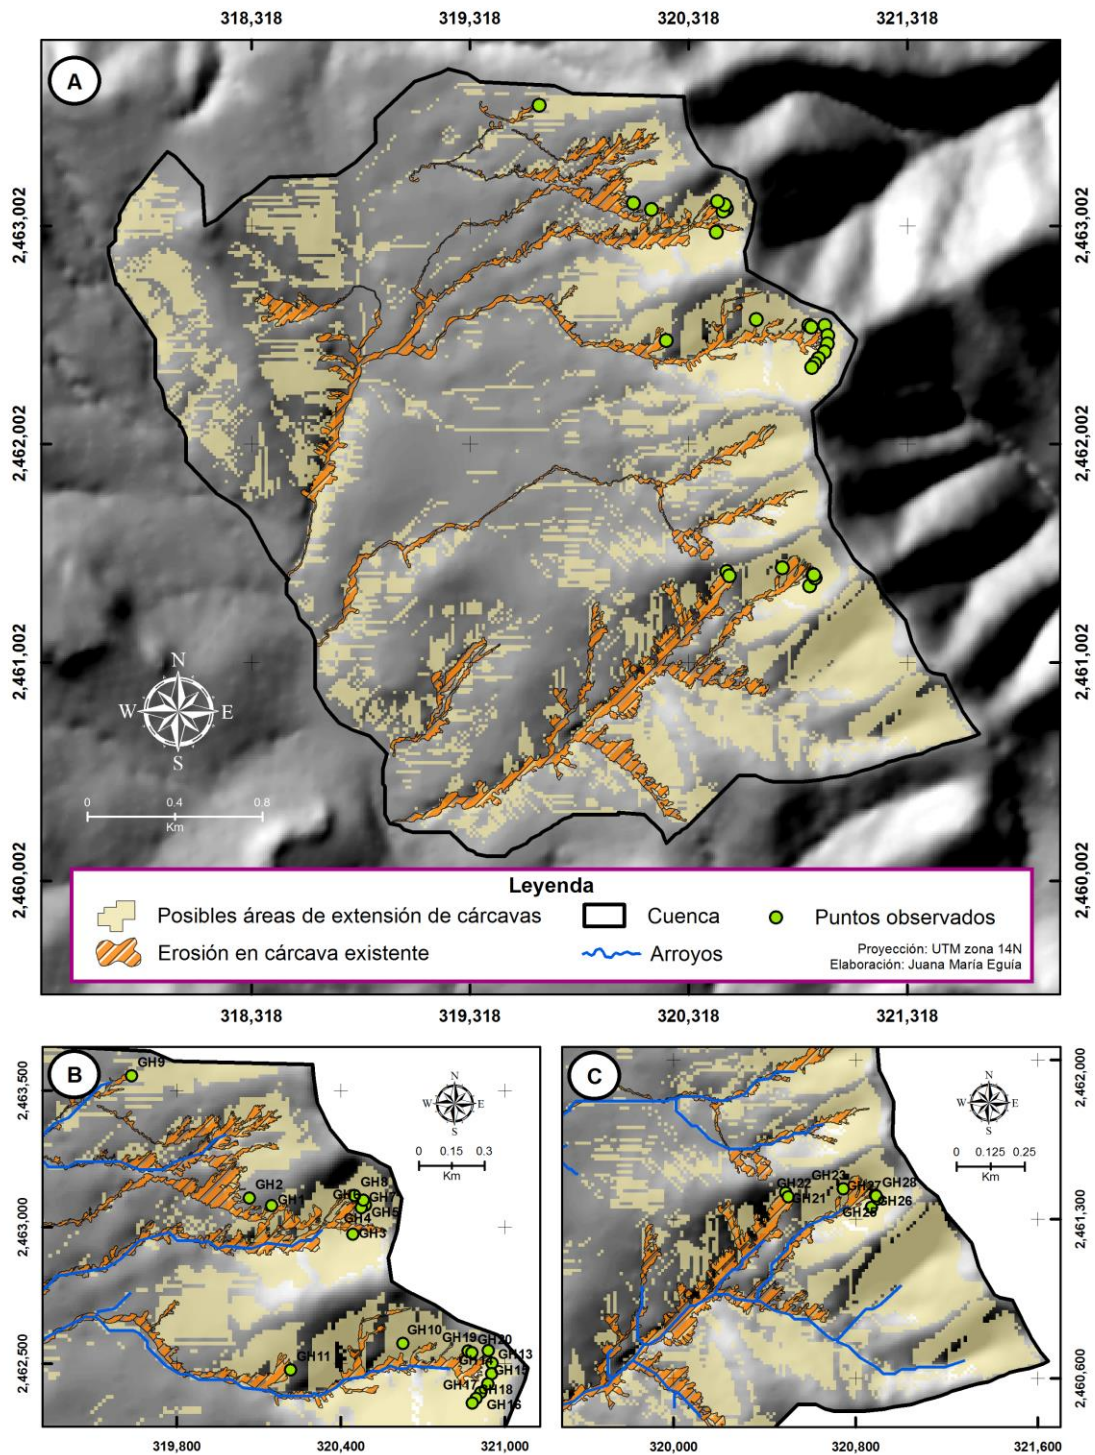 318,318 319,318 320,318 321,318
A
2,463,002 2,463,002
2,462,002 2,462,002
2,461,002 2,461,002
2,460,002 2,460,002
N
W E
S
0 0.4 0.8
Km
Leyenda
Posibles áreas de extensión de cárcavas
Cuenca
Puntos observados
Erosión en cárcava existente
Arroyos
Proyección: UTM zona 14N
Elaboración: Juana María Eguía
318,318 319,318 320,318 321,318
B
GH9
N
W E
S
0 0.15 0.3
Km
2,463,500
GH2
GH1
GH8
GH6
GH7
GH4
GH5
GH3
2,463,000
GH10
GH19
GH20
GH14
GH13
GH11
GH15
GH17
GH18
GH16
2,462,500
319,800 320,400 321,000
C
N
W E
S
0 0.125 0.25
Km
2,462,000
GH23
GH22
GH27
GH28
GH21
GH26
2,461,300
2,460,600
320,000 320,800 321,600